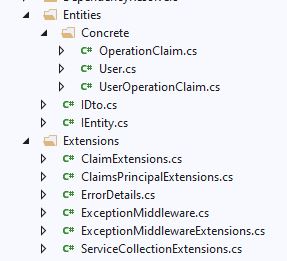 Entities
Concrete
C# OperationClaim.cs
C# User.cs
C# UserOperationClaim.cs
C# IDto.cs
C# IEntity.cs
Extensions
C# ClaimExtensions.cs
C# ClaimsPrincipalExtensions.cs
C# ErrorDetails.cs
C# ExceptionMiddleware.cs
C# ExceptionMiddlewareExtensions.cs
C# ServiceCollectionExtensions.cs